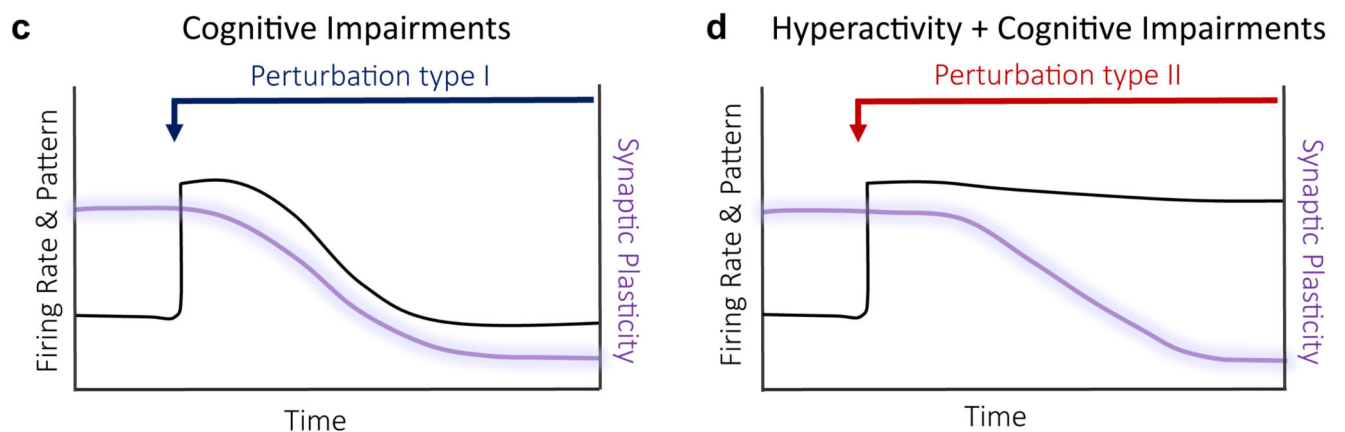 c Cognitive Impairments
Perturbation type I
Firing Rate & Pattern
Synaptic Plasticity
Time
d Hyperactivity + Cognitive Impairments
Perturbation type II
Firing Rate & Pattern
Synaptic Plasticity
Time